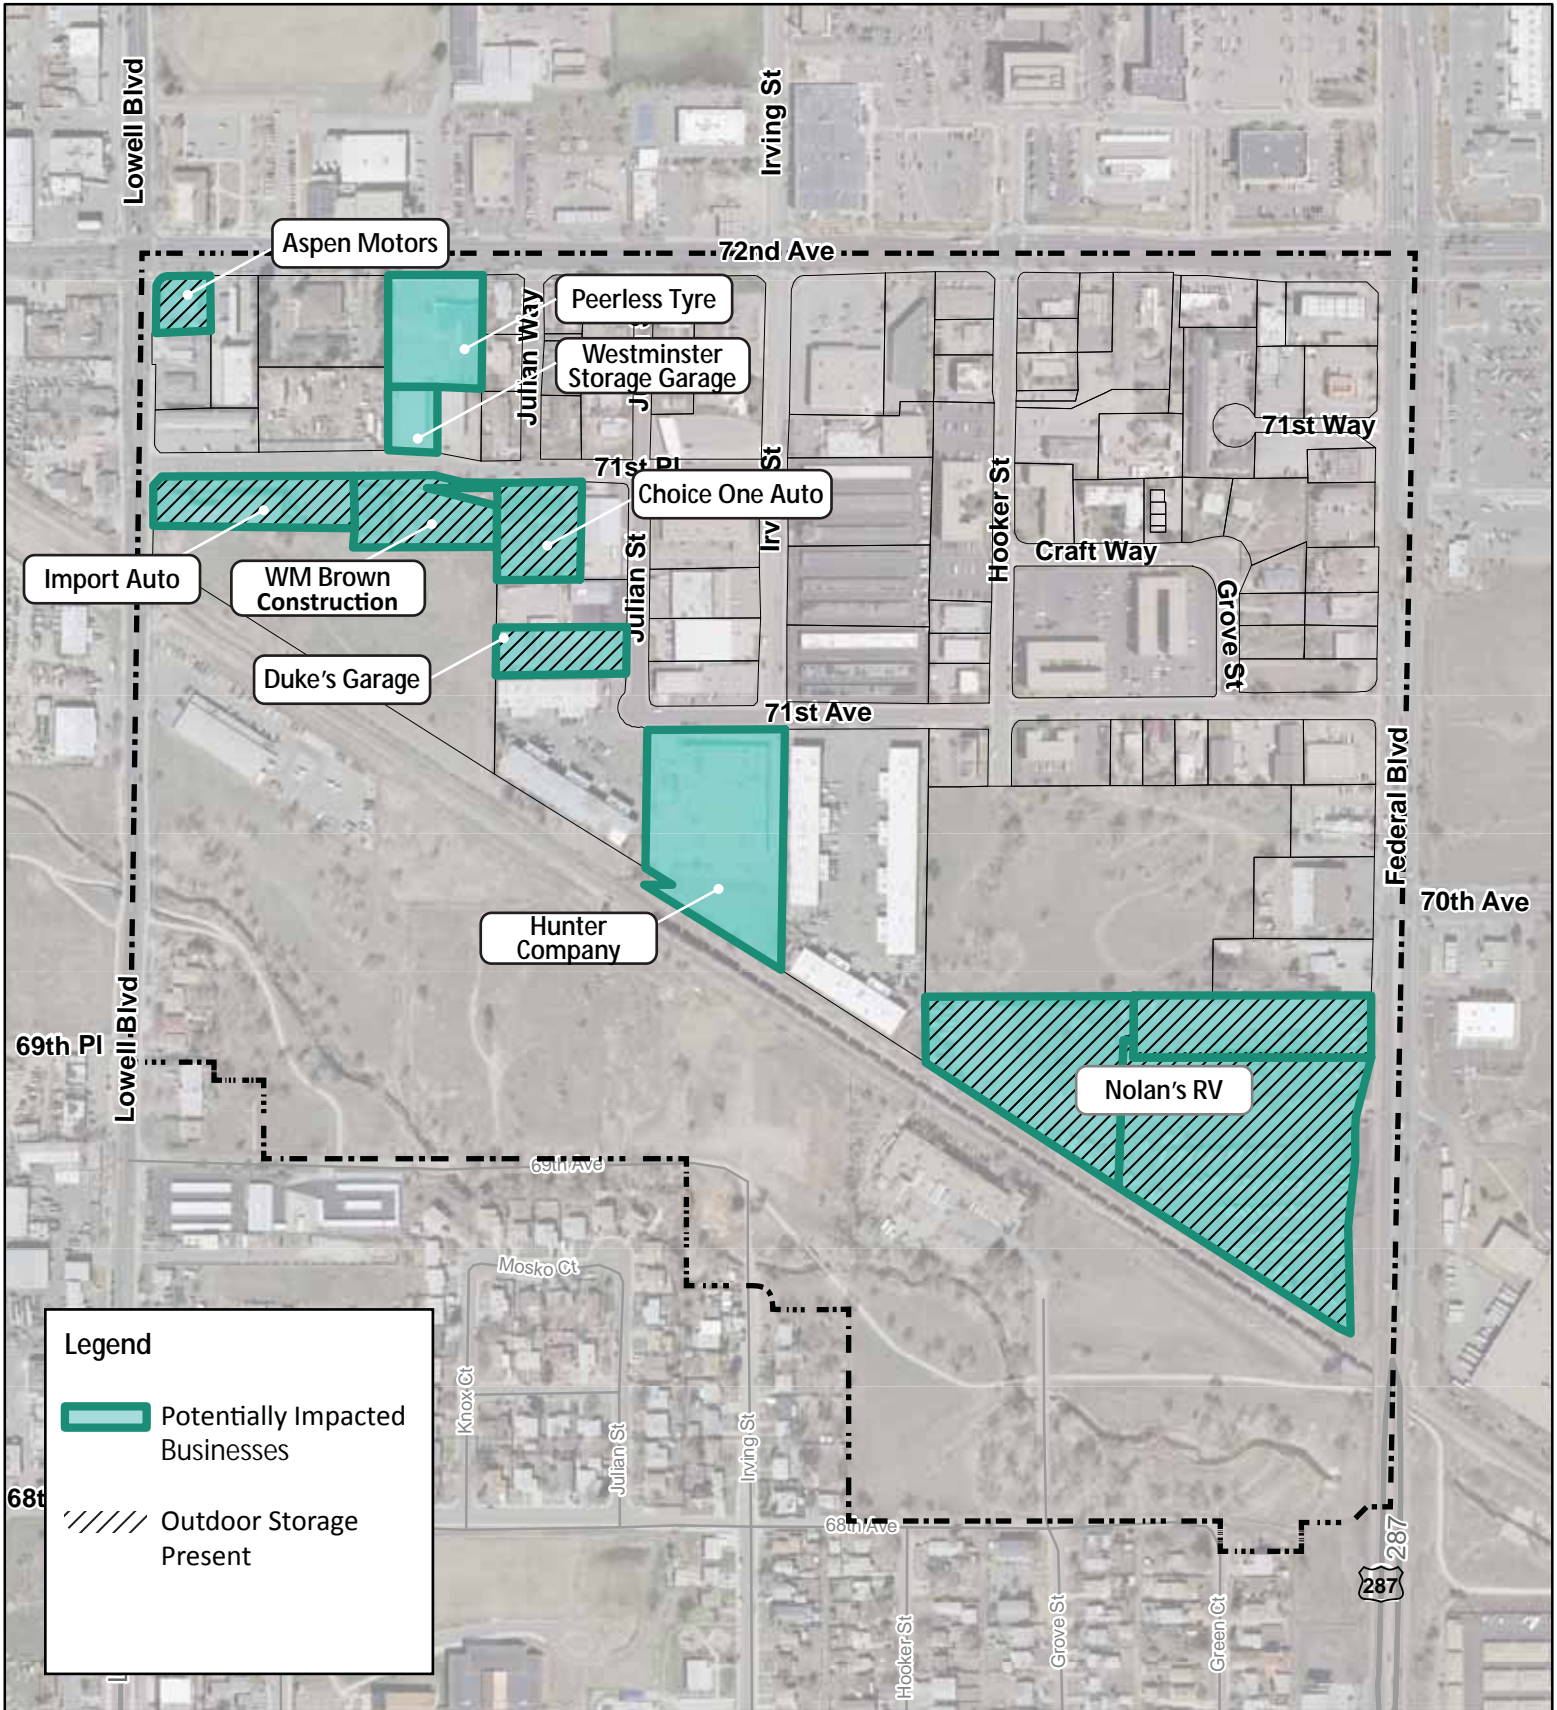 Lowell Blvd
Irving St
72nd Ave
Aspen Motors
Peerless Tyre
Julian Way
Westminster
Storage Garage
71st Way
71st Pl
Choice One Auto
Hooker St
Craft Way
Import Auto
WM Brown
Construction
Julian St
Grove St
Duke's Garage
71st Ave
Federal Blvd
70th Ave
Hunter
Company
Lowell Blvd
69th Pl
Nolan's RV
69th Ave
Mosko Ct
Knox Ct
Julian St
Irving St
Legend
Potentially Impacted
Businesses
Outdoor Storage
Present
68th Ave
287
287
Hooker St
Grove St
Green Ct